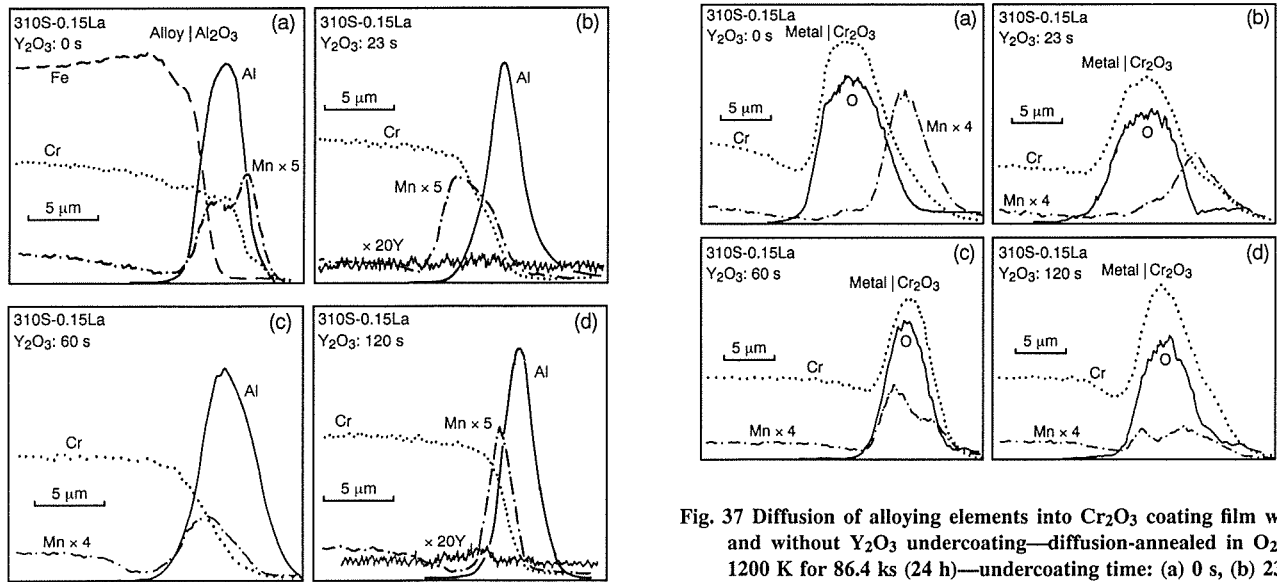 310S-0.15La
(a)
Y₂O₃: 0 s
Alloy | Al₂O₃
Fe
Al
5 μm
Cr
Mn × 5
5 μm
310S-0.15La
(b)
Y₂O₃: 23 s
Al
5 μm
Cr
Mn × 5
× 20Y
310S-0.15La
(c)
Y₂O₃: 60 s
Al
Cr
5 μm
Mn × 4
310S-0.15La
(d)
Y₂O₃: 120 s
Al
Cr
Mn × 5
5 μm
× 20Y
310S-0.15La
(a)
Y₂O₃: 0 s
Metal | Cr₂O₃
O
5 μm
Mn × 4
Cr
310S-0.15La
(b)
Y₂O₃: 23 s
Metal | Cr₂O₃
5 μm
O
Cr
Mn × 4
310S-0.15La
(c)
Y₂O₃: 60 s
Metal | Cr₂O₃
O
5 μm
Cr
Mn × 4
310S-0.15La
(d)
Y₂O₃: 120 s
Metal | Cr₂O₃
5 μm
O
Cr
Mn × 4
Fig. 37 Diffusion of alloying elements into Cr₂O₃ coating film w
and without Y₂O₃ undercoating—diffusion-annealed in O₂
1200 K for 86.4 ks (24 h)—undercoating time: (a) 0 s, (b) 2